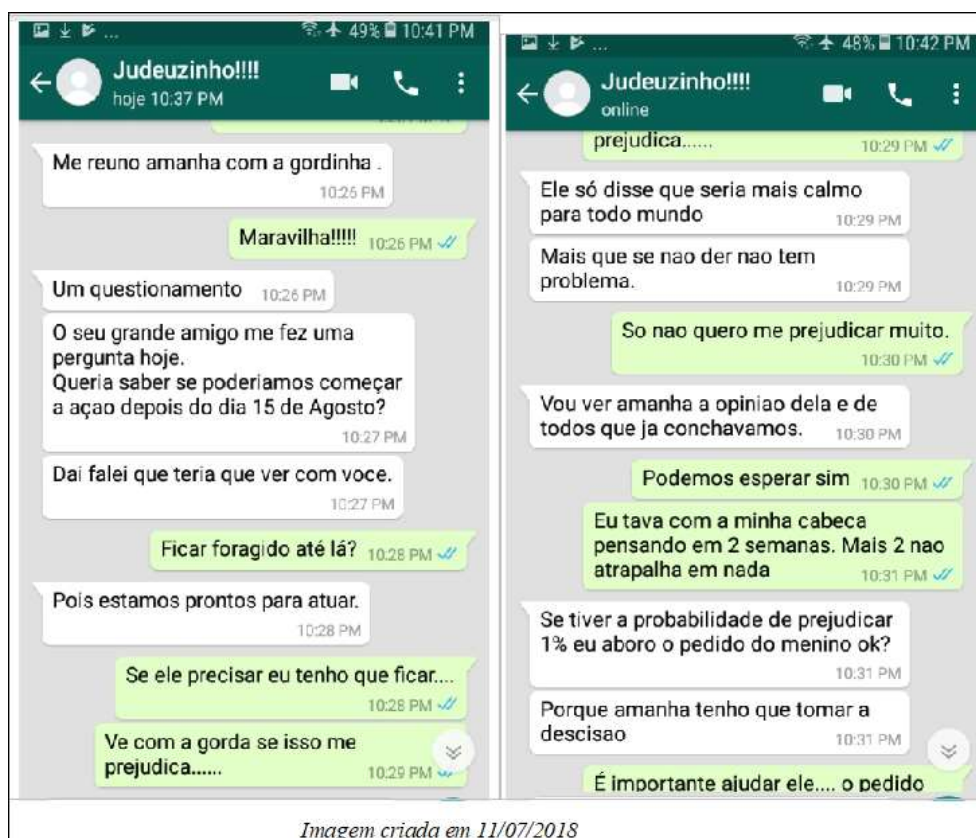 ... 49% 10:41 PM
Judeuzinho!!!!
hoje 10:37 PM
Me reuno amanha com a gordinha .
10:26 PM
Maravilha!!!!! 10:26 PM
Um questionamento 10:26 PM
O seu grande amigo me fez uma
pergunta hoje.
Queria saber se poderiamos começar
a açao depois do dia 15 de Agosto?
10:27 PM
Dai falei que teria que ver com voce.
10:27 PM
Ficar foragido até lá? 10:28 PM
Pois estamos prontos para atuar.
10:28 PM
Se ele precisar eu tenho que ficar....
10:28 PM
Ve com a gorda se isso me
prejudica...... 10:29 PM
... 48% 10:42 PM
Judeuzinho!!!!
online
prejudica...... 10:29 PM
Ele só disse que seria mais calmo
para todo mundo 10:29 PM
Mais que se nao der nao tem
problema. 10:29 PM
So nao quero me prejudicar muito.
10:30 PM
Vou ver amanha a opiniao dela e de
todos que ja conchavamos. 10:30 PM
Podemos esperar sim 10:30 PM
Eu tava com a minha cabeca
pensando em 2 semanas. Mais 2 nao
atrapalha em nada 10:31 PM
Se tiver a probabilidade de prejudicar
1% eu aboro o pedido do menino ok?
10:31 PM
Porque amanha tenho que tomar a
descisao 10:31 PM
É importante ajudar ele.... o pedido
Imagem criada em 11/07/2018